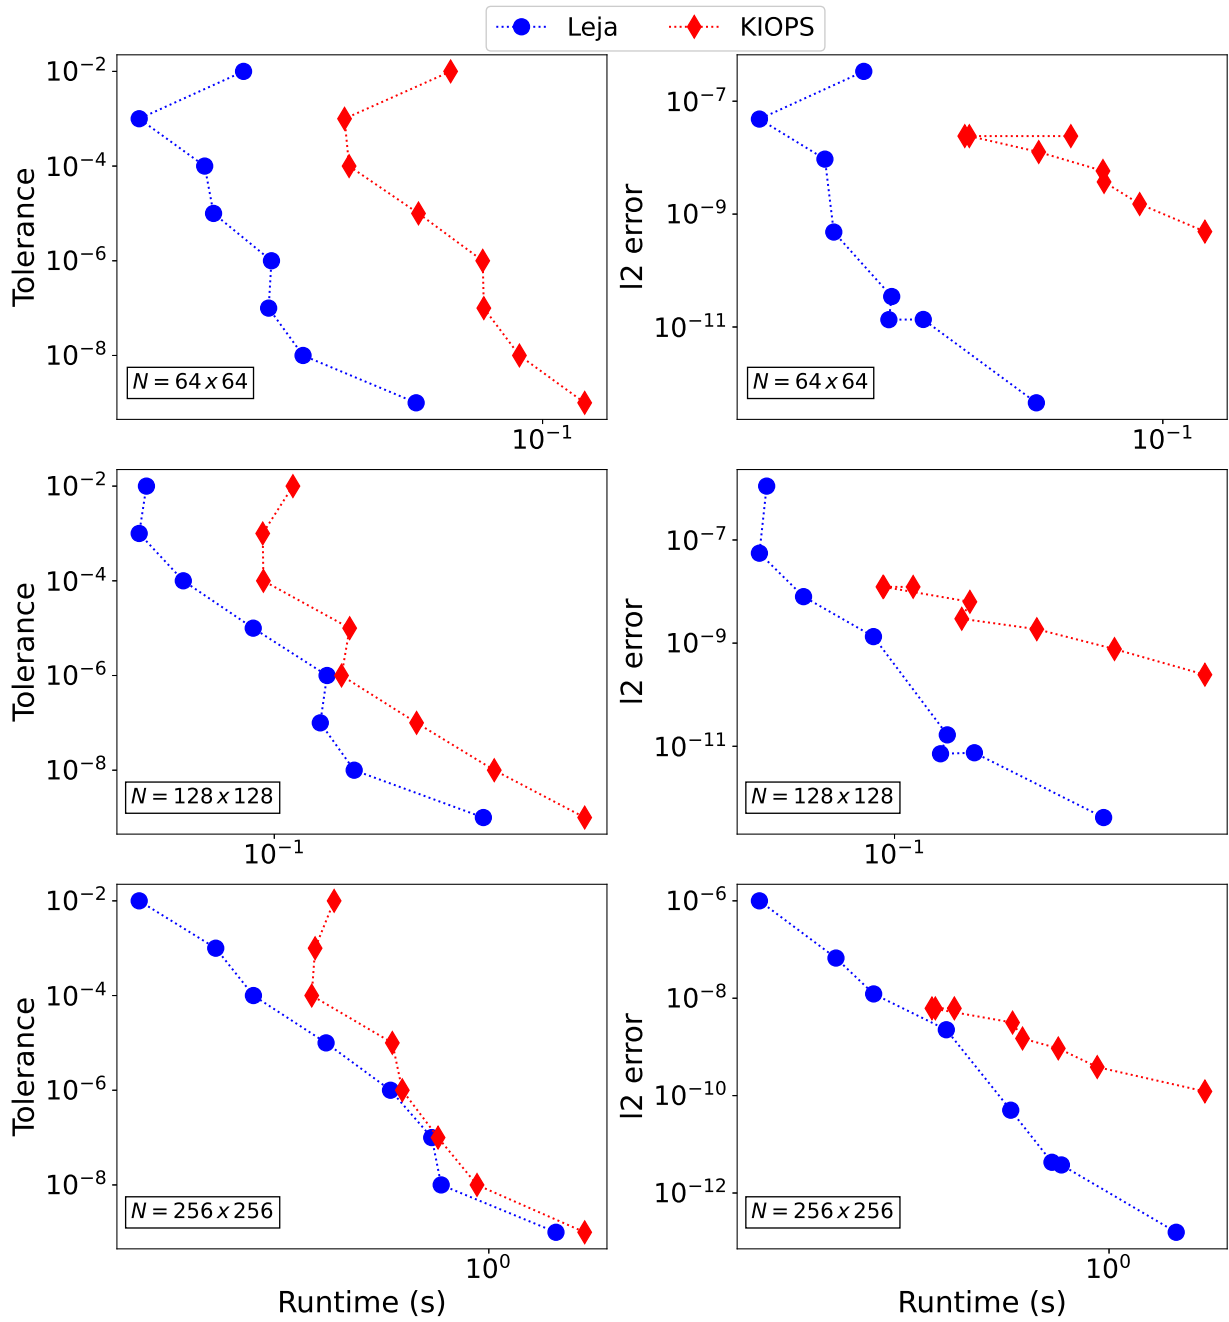 Leja KIOPS
10⁻²
10⁻⁴
10⁻⁶
10⁻⁸
Tolerance
N = 64 x 64
10⁻¹
10⁻⁷
10⁻⁹
10⁻¹¹
l2 error
N = 64 x 64
10⁻¹
10⁻²
10⁻⁴
10⁻⁶
10⁻⁸
Tolerance
N = 128 x 128
10⁻¹
10⁻⁷
10⁻⁹
10⁻¹¹
l2 error
N = 128 x 128
10⁻¹
10⁻²
10⁻⁴
10⁻�6
10⁻⁸
Tolerance
N = 256 x 256
10⁰
Runtime (s)
10⁻⁶
10⁻⁸
10⁻¹⁰
10⁻¹²
l2 error
N = 256 x 256
10⁰
Runtime (s)